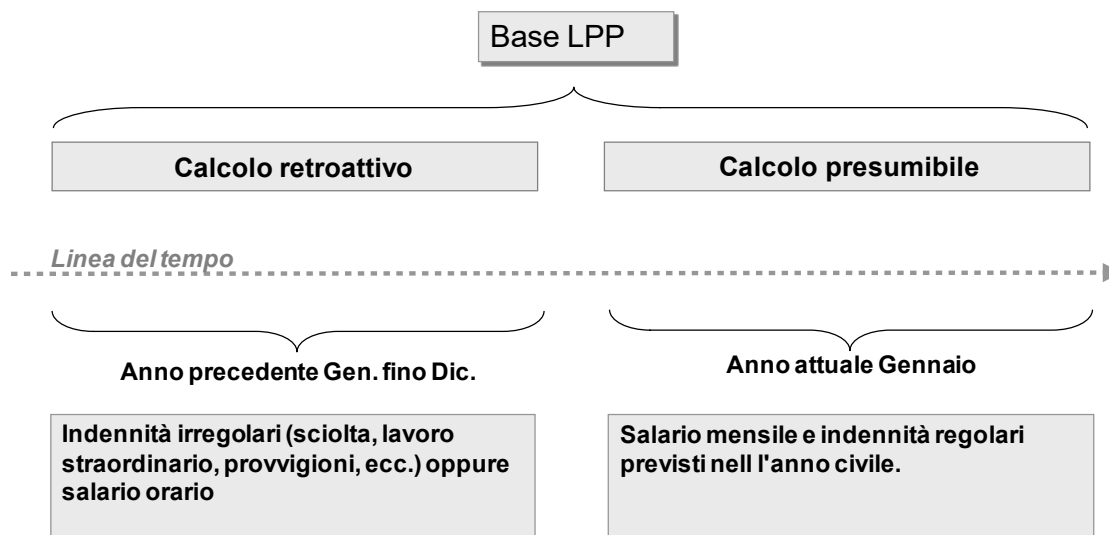 Base LPP
Calcolo retroattivo
Calcolo presumibile
Linea del tempo
Anno precedente Gen. fino Dic.
Anno attuale Gennaio
Indennità irregolari (sciolta, lavoro
straordinario, provvigioni, ecc.) oppure
salario orario
Salario mensile e indennità regolari
previsti nell l'anno civile.